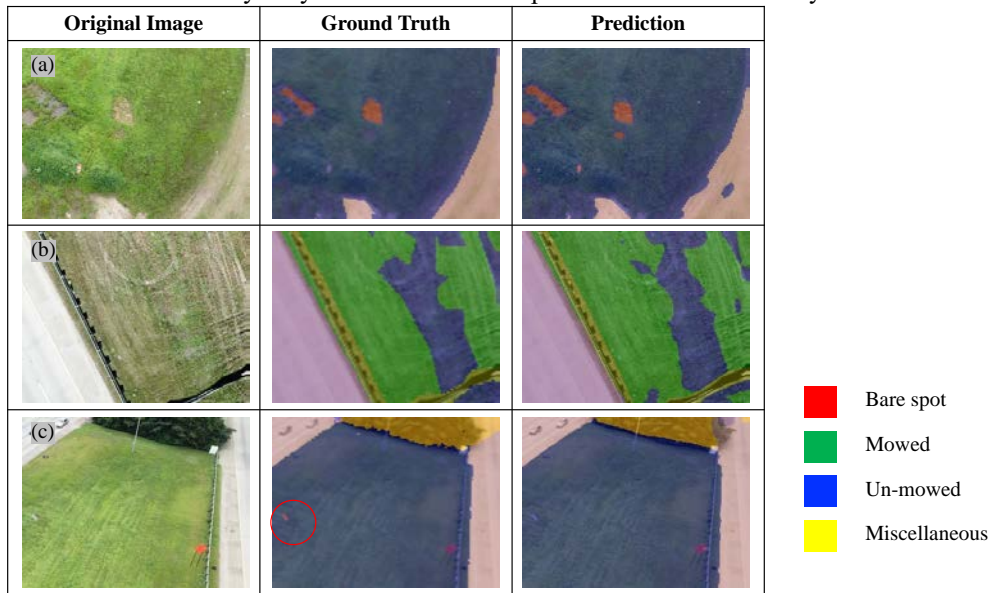 Original Image Ground Truth Prediction
(a)
(b)
(c)
Bare spot
Mowed
Un-mowed
Miscellaneous